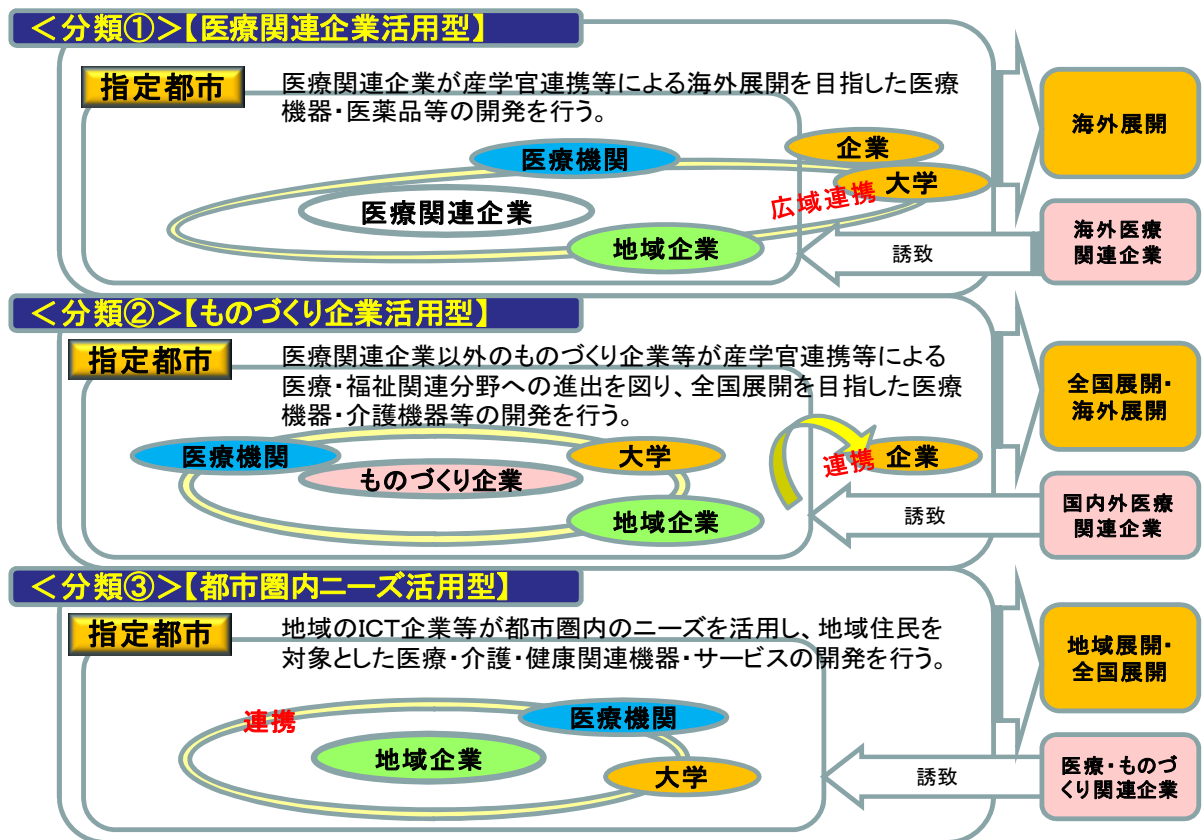 ＜分類①＞【医療関連企業活用型】
指定都市
医療関連企業が産学官連携等による海外展開を目指した医療
機器・医薬品等の開発を行う。
医療機関
企業
大学
医療関連企業
広域連携
地域企業
誘致
海外展開
海外医療
関連企業
＜分類②＞【ものづくり企業活用型】
指定都市
医療関連企業以外のものづくり企業等が産学官連携等による
医療・福祉関連分野への進出を図り、全国展開を目指した医療
機器・介護機器等の開発を行う。
医療機関
大学
ものづくり企業
連携
企業
地域企業
誘致
全国展開・
海外展開
国内外医療
関連企業
＜分類③＞【都市圏内ニーズ活用型】
指定都市
地域のICT企業等が都市圏内のニーズを活用し、地域住民を
対象とした医療・介護・健康関連機器・サービスの開発を行う。
連携
医療機関
地域企業
大学
誘致
地域展開・
全国展開
医療・ものづ
くり関連企業